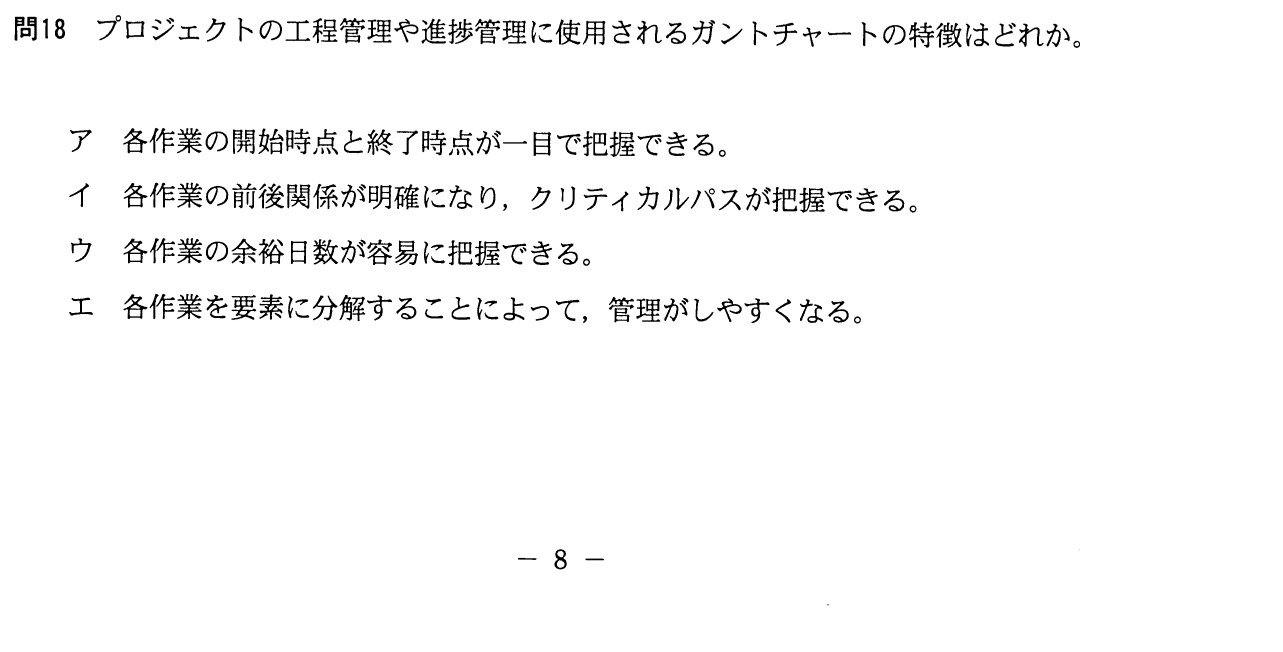 問18 プロジェクトの工程管理や進捗管理に使用されるガントチャートの特徴はどれか。
ア 各作業の開始時点と終了時点が一目で把握できる。
イ 各作業の前後関係が明確になり，クリティカルパスが把握できる。
ウ 各作業の余裕日数が容易に把握できる。
エ 各作業を要素に分解することによって，管理がしやすくなる。
－ 8 －